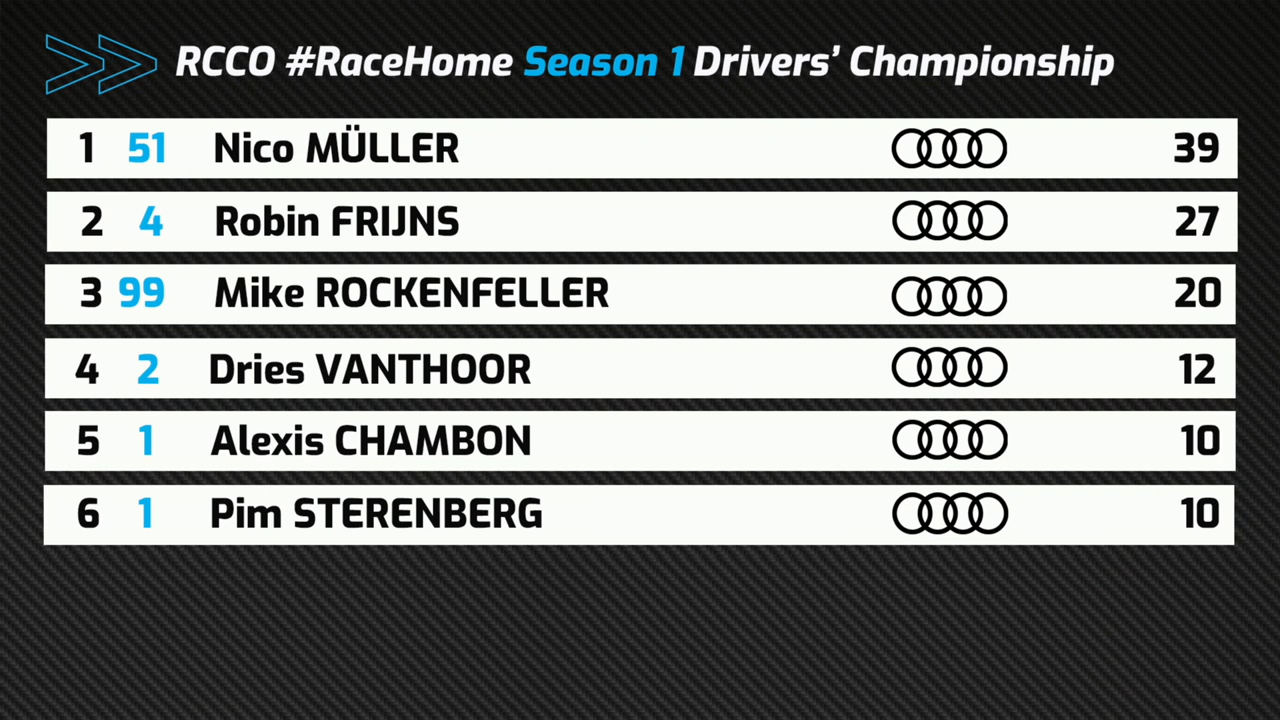 RCCO #RaceHome Season 1 Drivers’ Championship
1 51 Nico MÜLLER 39
2 4 Robin FRIJNS 27
3 99 Mike ROCKENFELLER 20
4 2 Dries VANTHOOR 12
5 1 Alexis CHAMBON 10
6 1 Pim STERENBERG 10